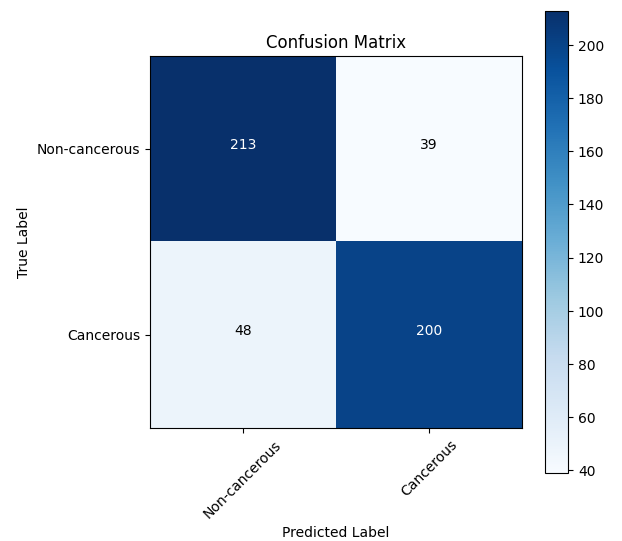 Confusion Matrix
True Label
Non-cancerous
Cancerous
213
39
48
200
Non-cancerous
Cancerous
Predicted Label
200
180
160
140
120
100
80
60
40